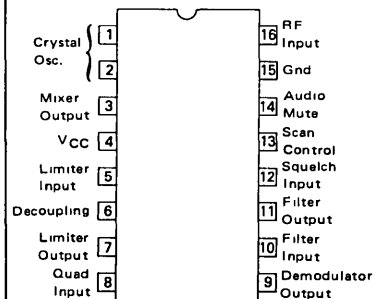 Crystal
Osc.
1
2
Mixer
Output
3
VCC
4
Limiter
Input
5
Decoupling
6
Limiter
Output
7
Quad
Input
8
16
RF
Input
15
Gnd
14
Audio
Mute
13
Scan
Control
12
Squelch
Input
11
Filter
Output
10
Filter
Input
9
Demodulator
Output